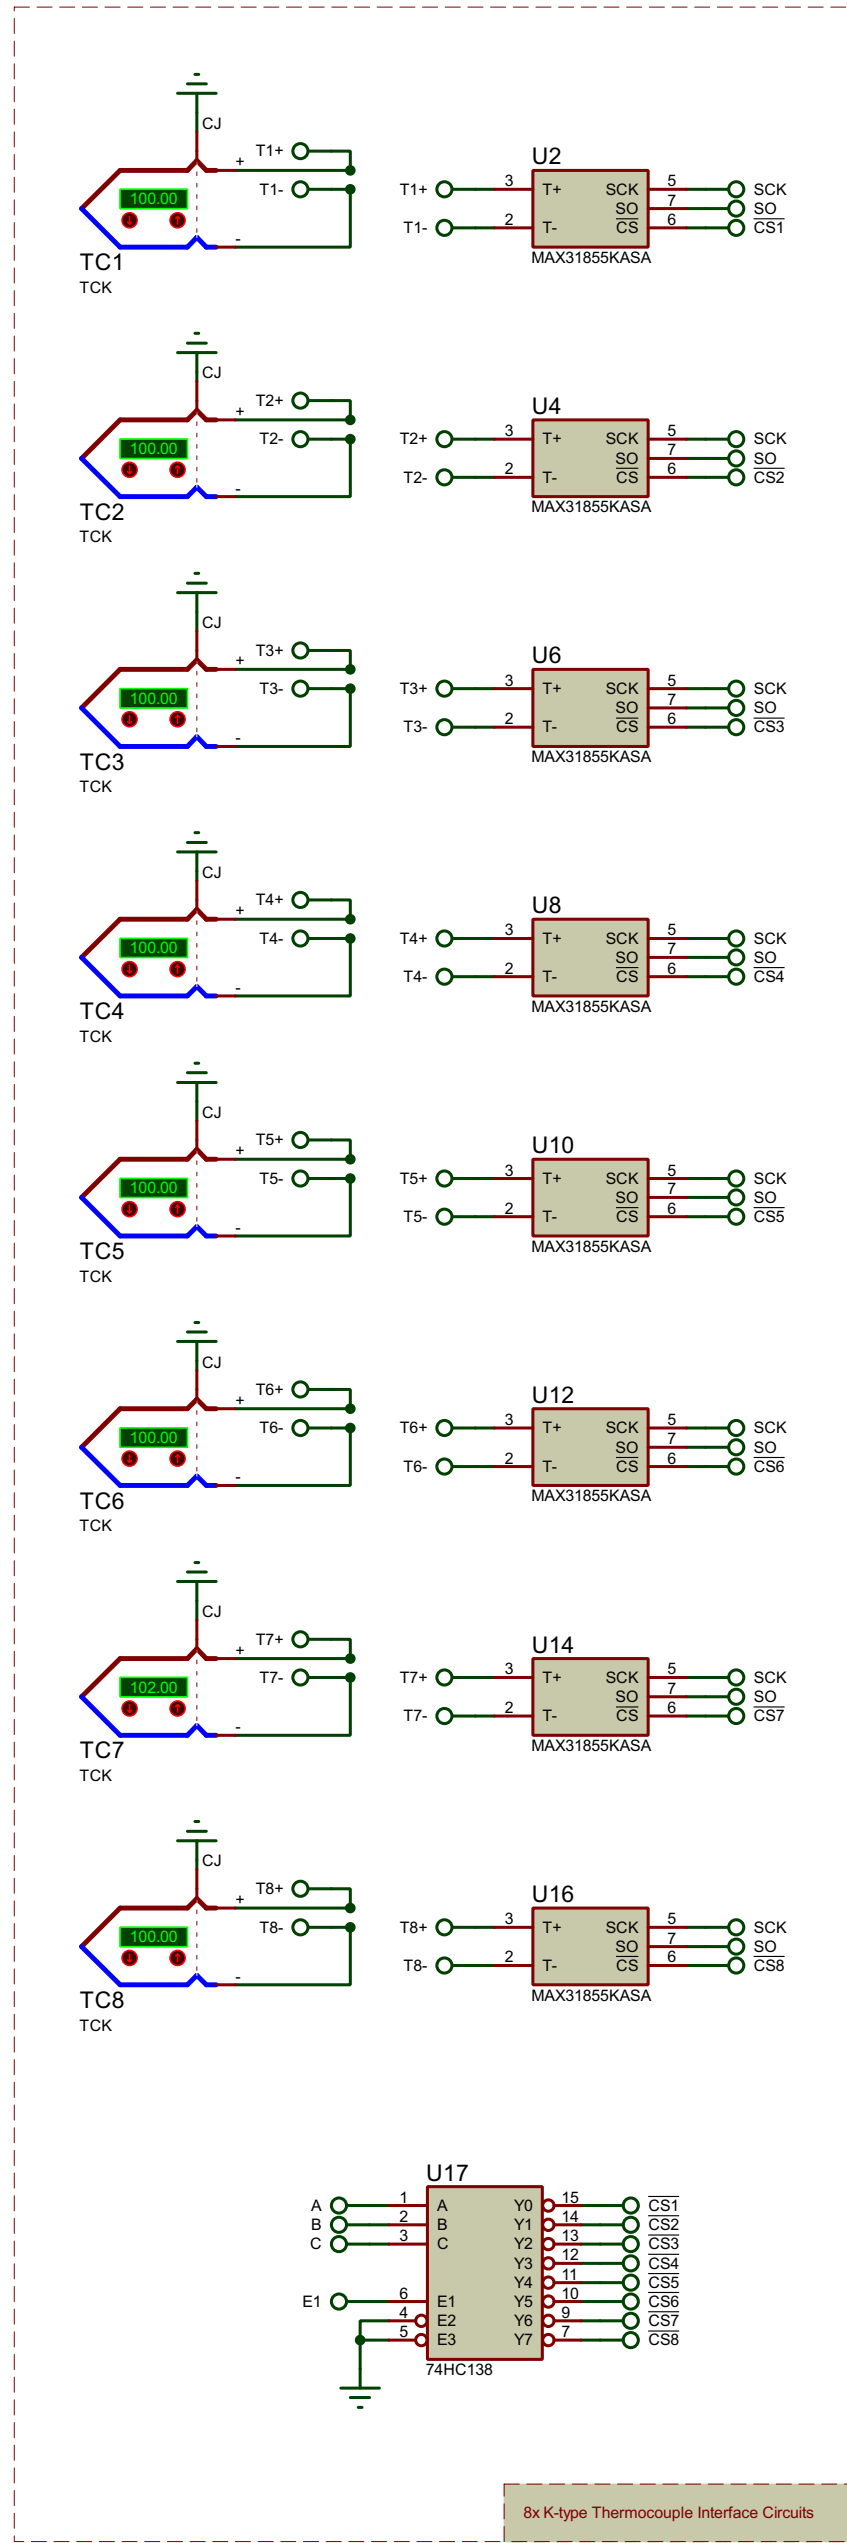 CJ
T1+
+
100.00
T1-
-
TC1
TCK
U2
T1+ 3 T+ SCK 5 SCK
SO 7 SO
T1- 2 T- CS 6 CS1
MAX31855KASA
CJ
T2+
+
100.00
T2-
-
TC2
TCK
U4
T2+ 3 T+ SCK 5 SCK
SO 7 SO
T2- 2 T- CS 6 CS2
MAX31855KASA
CJ
T3+
+
100.00
T3-
-
TC3
TCK
U6
T3+ 3 T+ SCK 5 SCK
SO 7 SO
T3- 2 T- CS 6 CS3
MAX31855KASA
CJ
T4+
+
100.00
T4-
-
TC4
TCK
U8
T4+ 3 T+ SCK 5 SCK
SO 7 SO
T4- 2 T- CS 6 CS4
MAX31855KASA
CJ
T5+
+
100.00
T5-
-
TC5
TCK
U10
T5+ 3 T+ SCK 5 SCK
SO 7 SO
T5- 2 T- CS 6 CS5
MAX31855KASA
CJ
T6+
+
100.00
T6-
-
TC6
TCK
U12
T6+ 3 T+ SCK 5 SCK
SO 7 SO
T6- 2 T- CS 6 CS6
MAX31855KASA
CJ
T7+
+
102.00
T7-
-
TC7
TCK
U14
T7+ 3 T+ SCK 5 SCK
SO 7 SO
T7- 2 T- CS 6 CS7
MAX31855KASA
CJ
T8+
+
100.00
T8-
-
TC8
TCK
U16
T8+ 3 T+ SCK 5 SCK
SO 7 SO
T8- 2 T- CS 6 CS8
MAX31855KASA
U17
A 1 A Y0 15 CS1
B 2 B Y1 14 CS2
C 3 C Y2 13 CS3
Y3 12 CS4
Y4 11 CS5
E1 6 E1 Y5 10 CS6
4 E2 Y6 9 CS7
5 E3 Y7 7 CS8
74HC138
8x K-type Thermocouple Interface Circuits